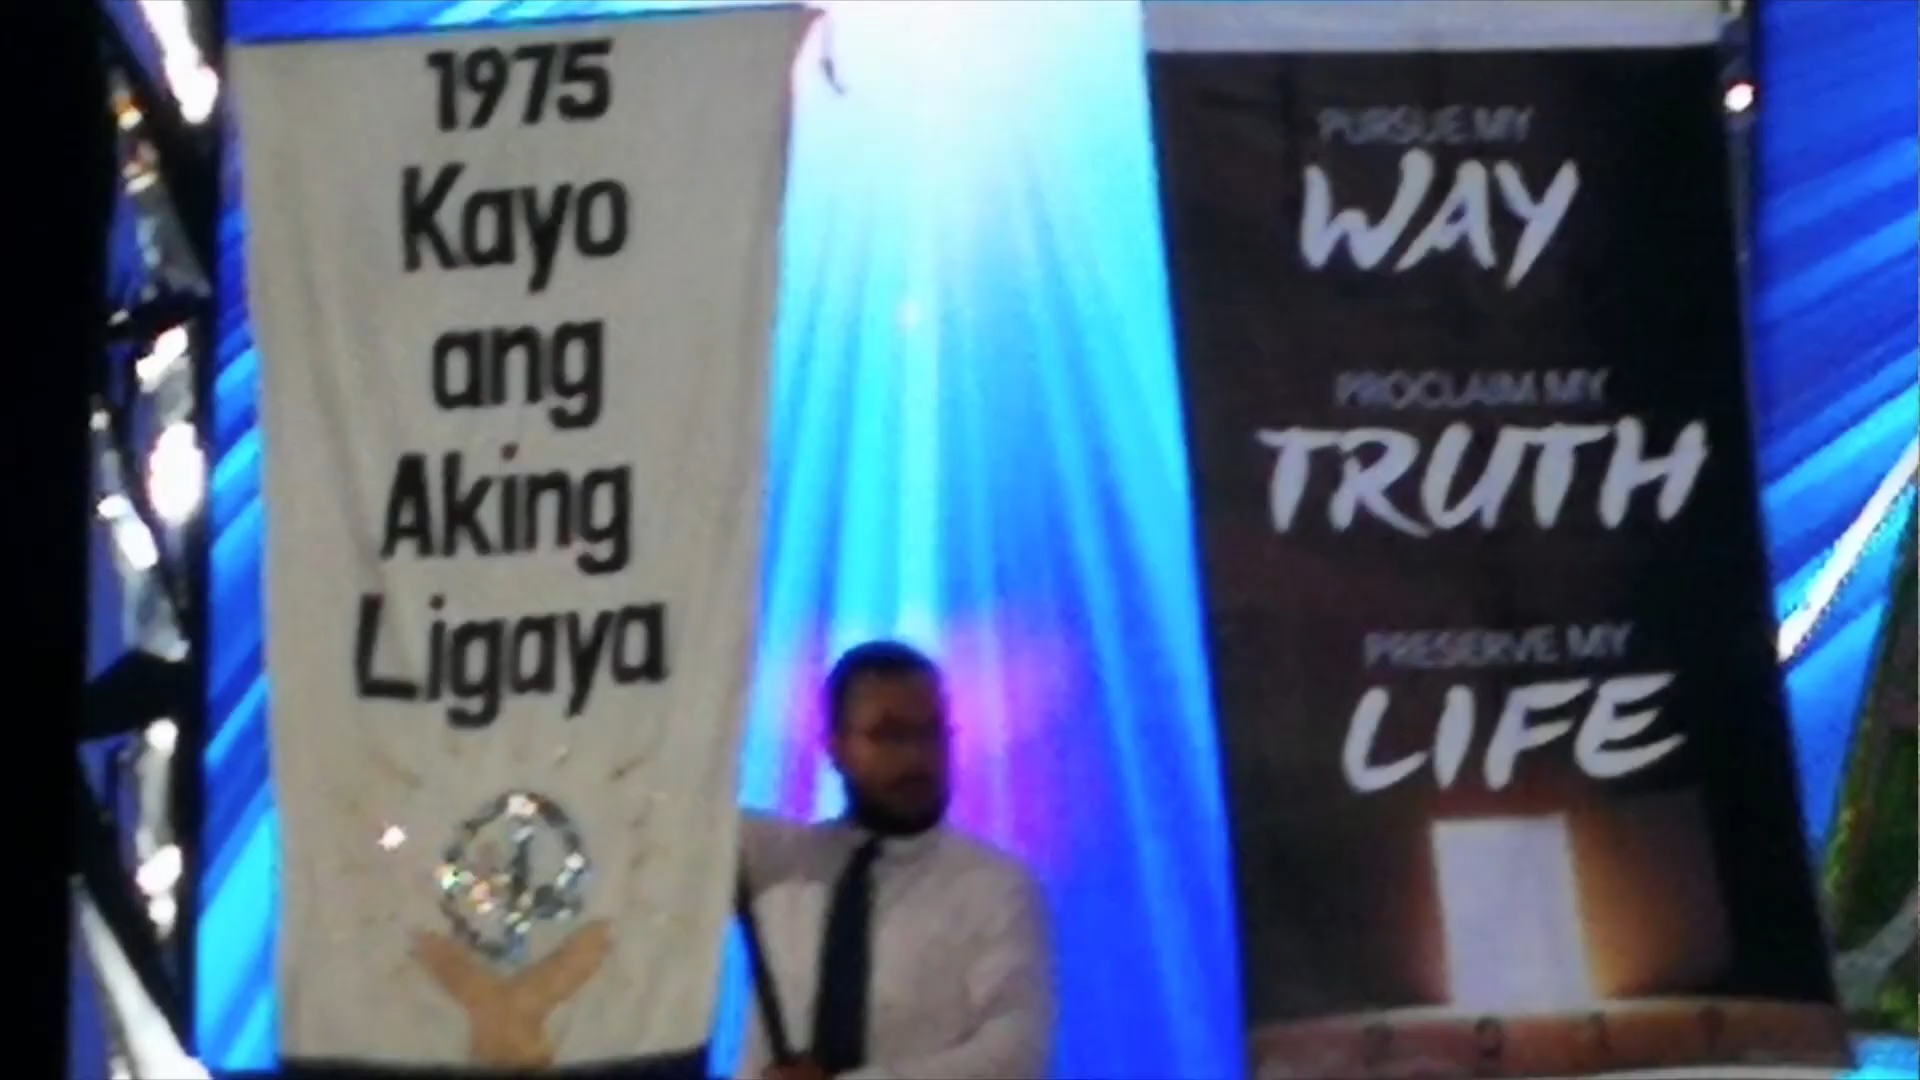 1975
Kayo
ang
Aking
Ligaya
PURSUE MY
WAY
PROCLAIM MY
TRUTH
PRESERVE MY
LIFE